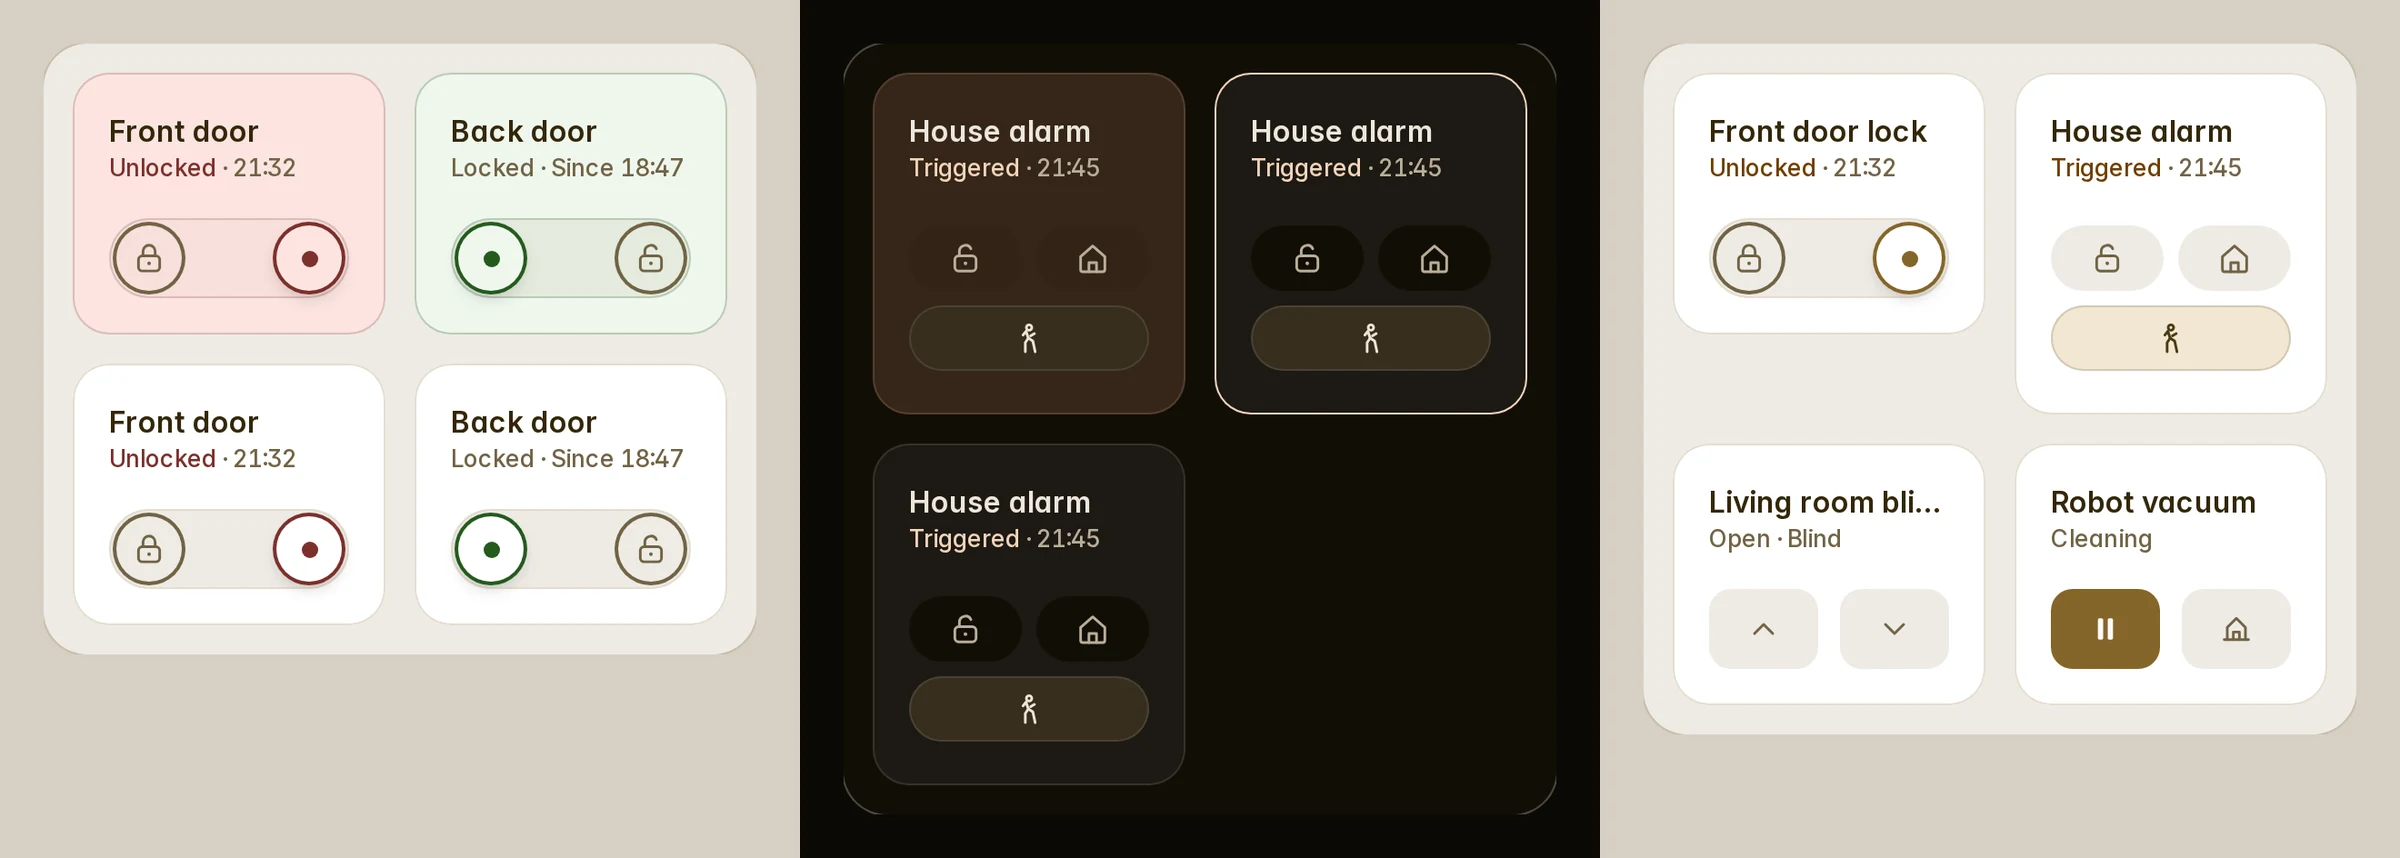 Front door
Unlocked · 21:32
Back door
Locked · Since 18:47
Front door
Unlocked · 21:32
Back door
Locked · Since 18:47
House alarm
Triggered · 21:45
House alarm
Triggered · 21:45
House alarm
Triggered · 21:45
Front door lock
Unlocked · 21:32
House alarm
Triggered · 21:45
Living room bli...
Open · Blind
Robot vacuum
Cleaning